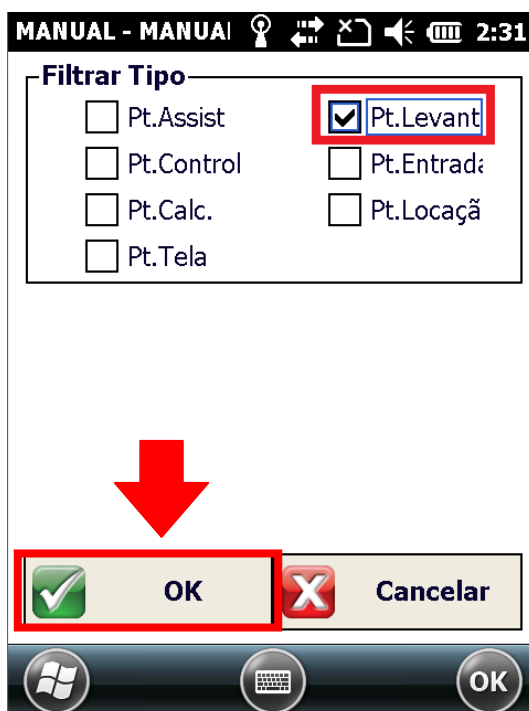 MANUAL - MANUAI 2:31
Filtrar Tipo
Pt.Assist Pt.Levant
Pt.Control Pt.Entrada
Pt.Calc. Pt.Locaçã
Pt.Tela
OK Cancelar
OK